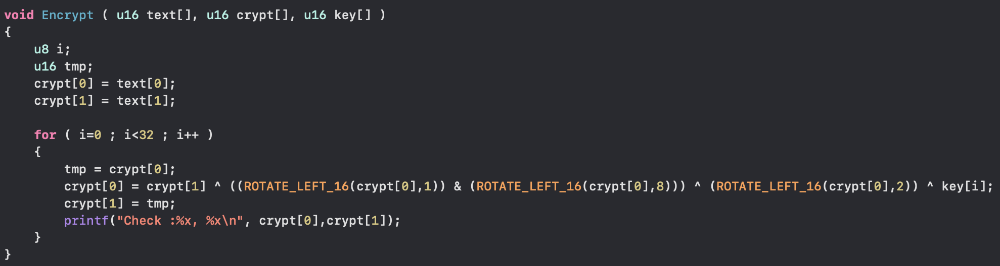 void Encrypt ( u16 text[], u16 crypt[], u16 key[] )
{
    u8 i;
    u16 tmp;
    crypt[0] = text[0];
    crypt[1] = text[1];

    for ( i=0 ; i<32 ; i++ )
    {
        tmp = crypt[0];
        crypt[0] = crypt[1] ^ ((ROTATE_LEFT_16(crypt[0],1)) & (ROTATE_LEFT_16(crypt[0],8))) ^ (ROTATE_LEFT_16(crypt[0],2)) ^ key[i];
        crypt[1] = tmp;
        printf("Check :%x, %x\n", crypt[0],crypt[1]);
    }
}